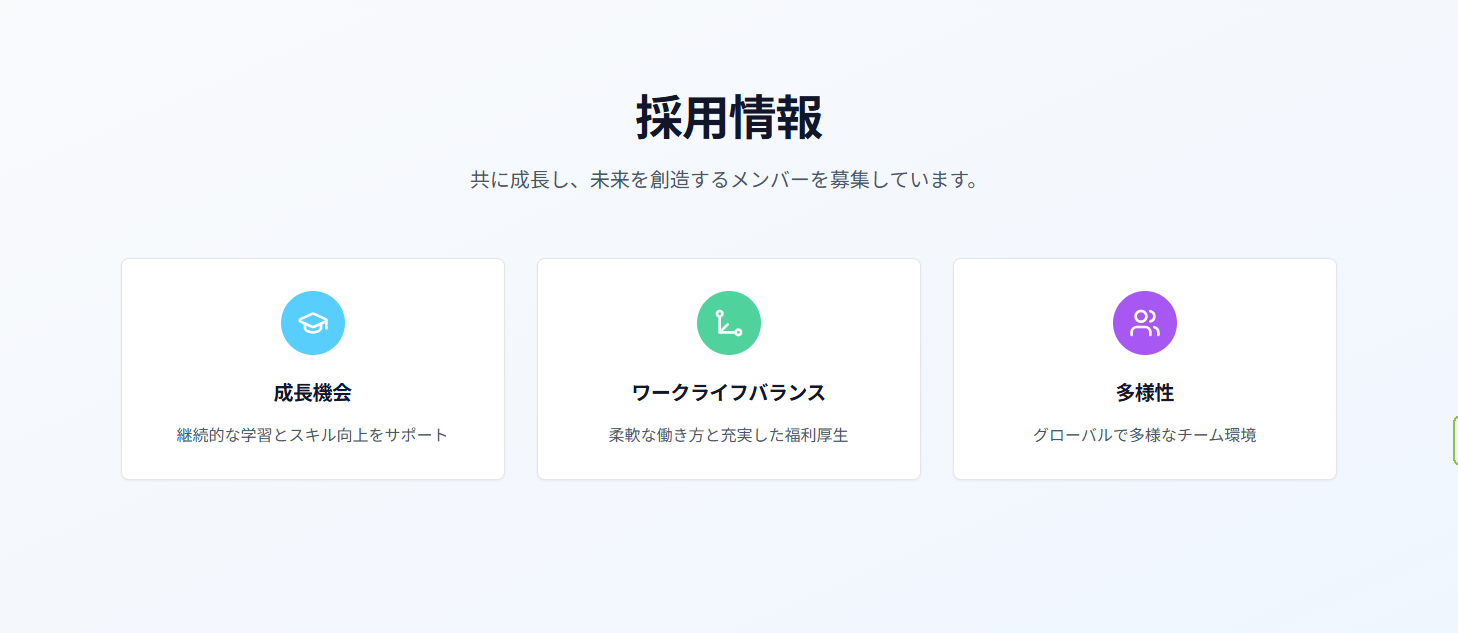 採用情報
共に成長し、未来を創造するメンバーを募集しています。
成長機会
継続的な学習とスキル向上をサポート
ワークライフバランス
柔軟な働き方と充実した福利厚生
多様性
グローバルで多様なチーム環境